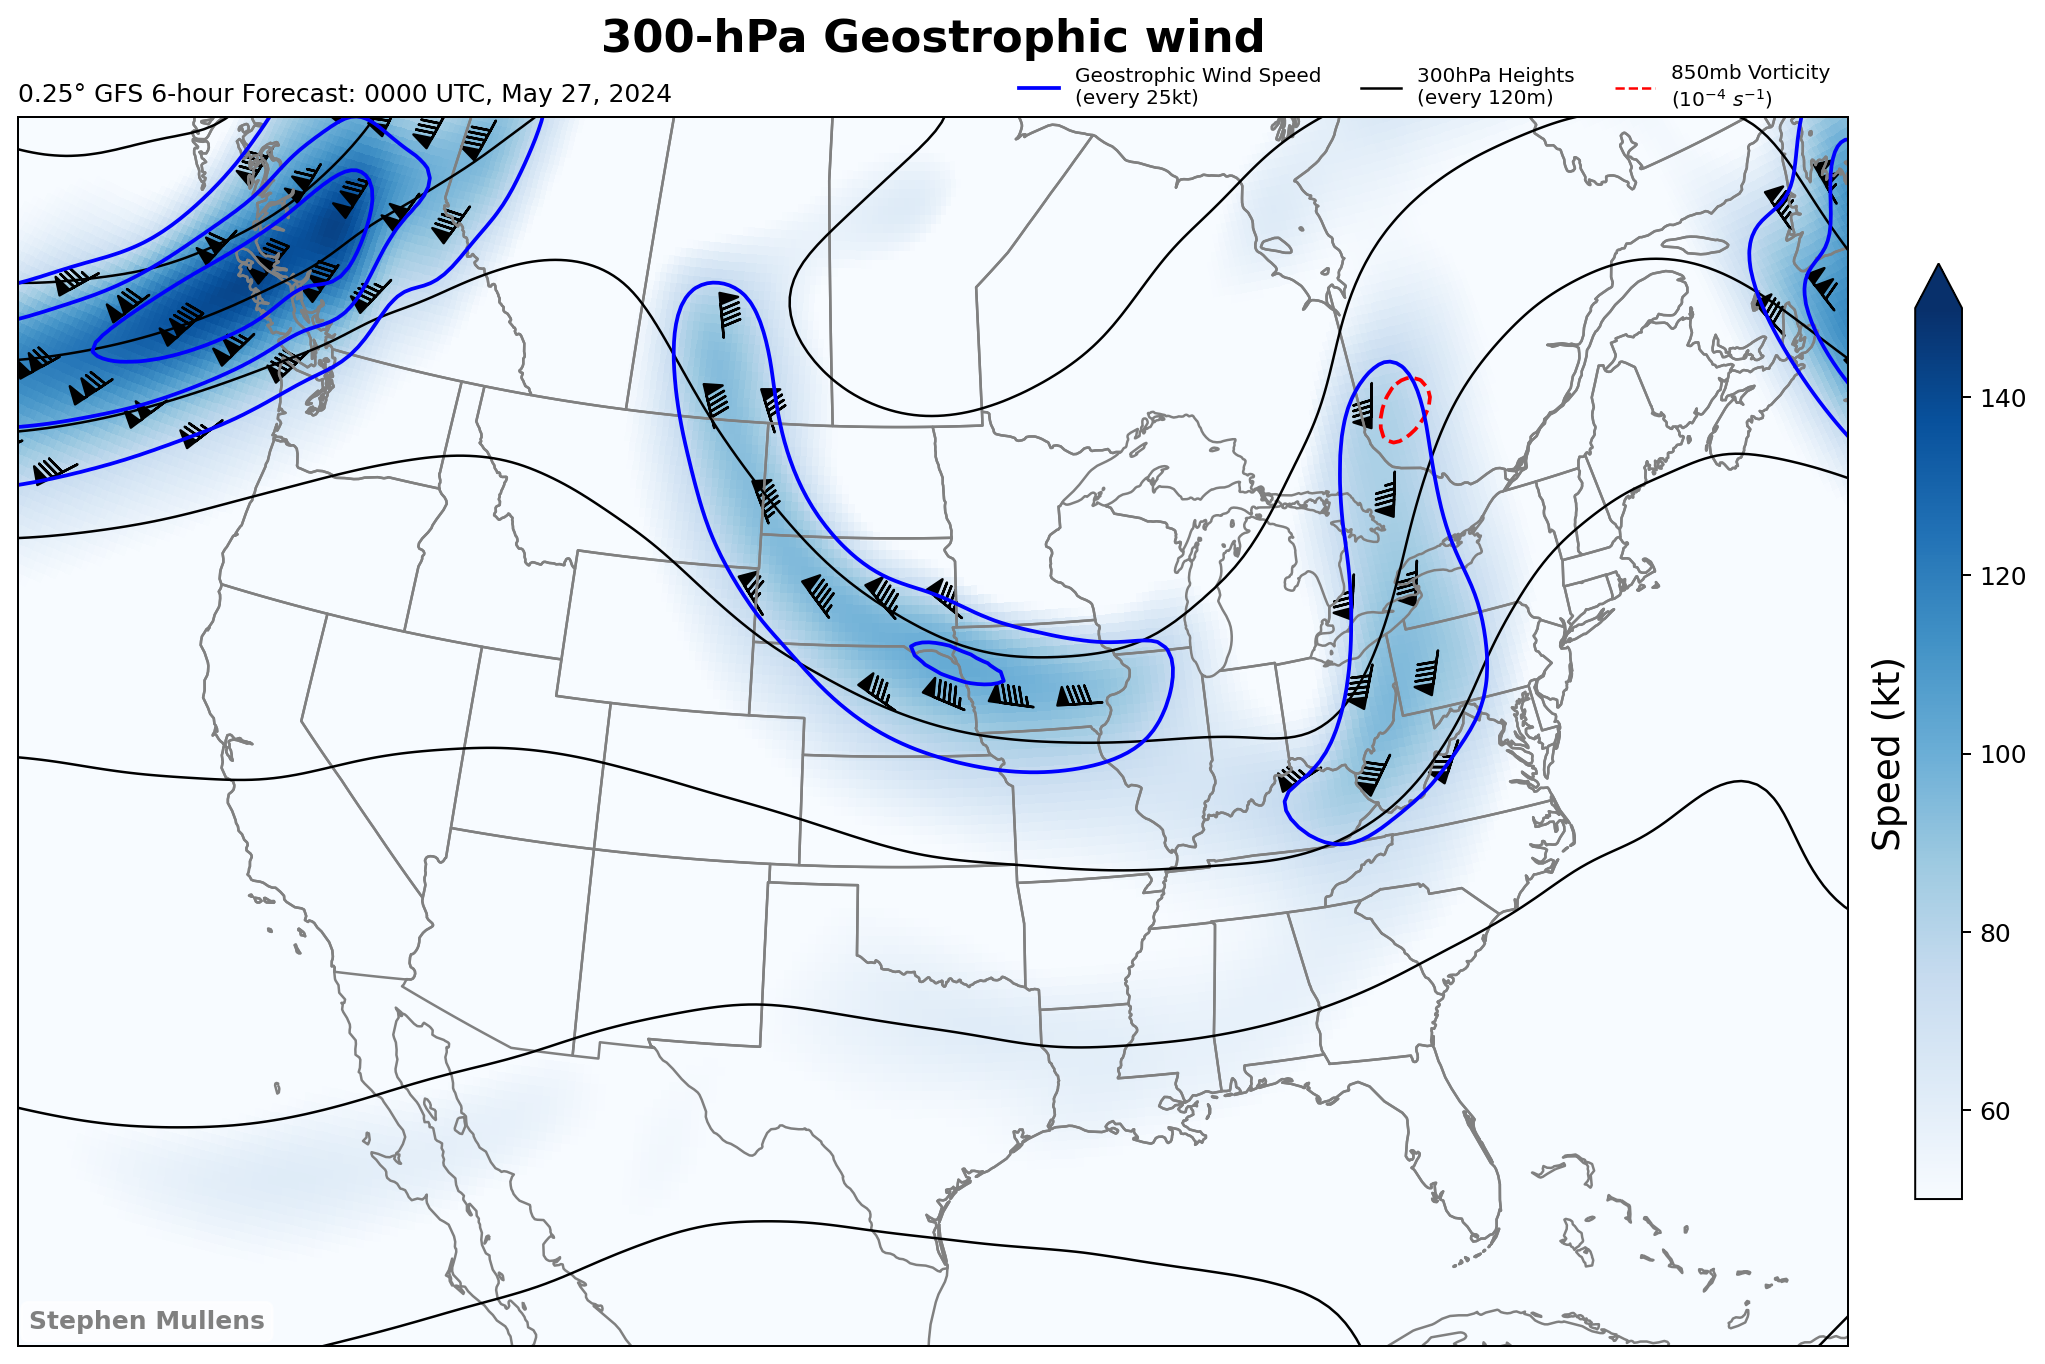 300-hPa Geostrophic wind
0.25° GFS 6-hour Forecast: 0000 UTC, May 27, 2024
Geostrophic Wind Speed
(every 25kt)
300hPa Heights
(every 120m)
850mb Vorticity
(10⁻⁴ s⁻¹)
140
120
100
80
60
Speed (kt)
Stephen Mullens